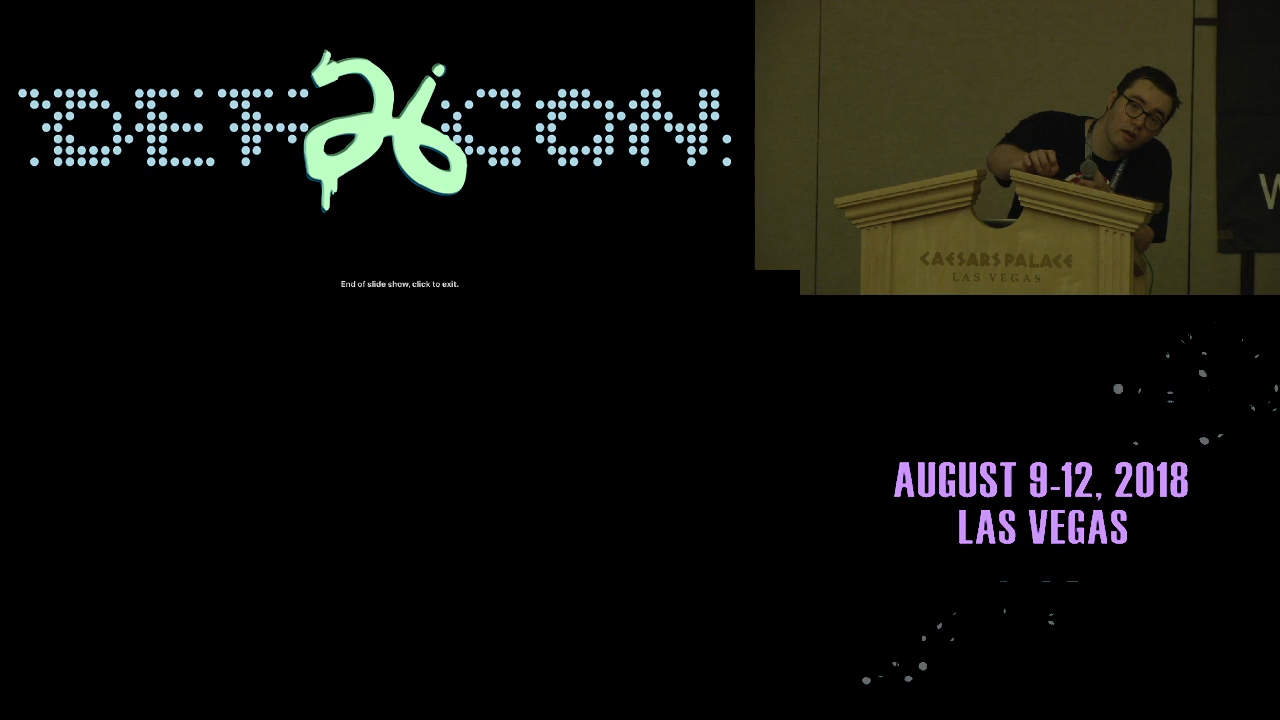 DEF 26 CON
End of slide show, click to exit.
W
CAESARS PALACE
LAS VEGAS
AUGUST 9-12, 2018
LAS VEGAS